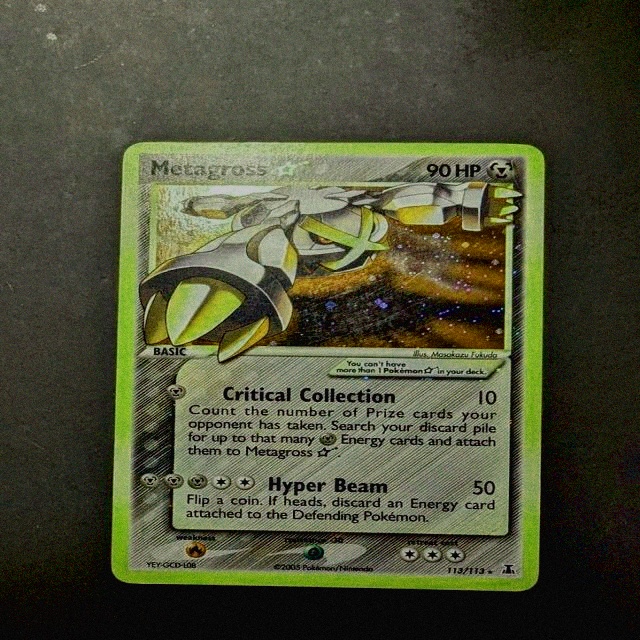 Metagross ☆ 90 HP
BASIC
illus. Masakazu Fukuda
You can't have
more than 1 Pokémon ☆ in your deck.
Critical Collection 10
Count the number of Prize cards your
opponent has taken. Search your discard pile
for up to that many Energy cards and attach
them to Metagross ☆.
Hyper Beam 50
Flip a coin. If heads, discard an Energy card
attached to the Defending Pokémon.
weakness resistance -30 retreat cost
YEY-GCD-L0B ©2005 Pokémon/Nintendo 113/113 ★